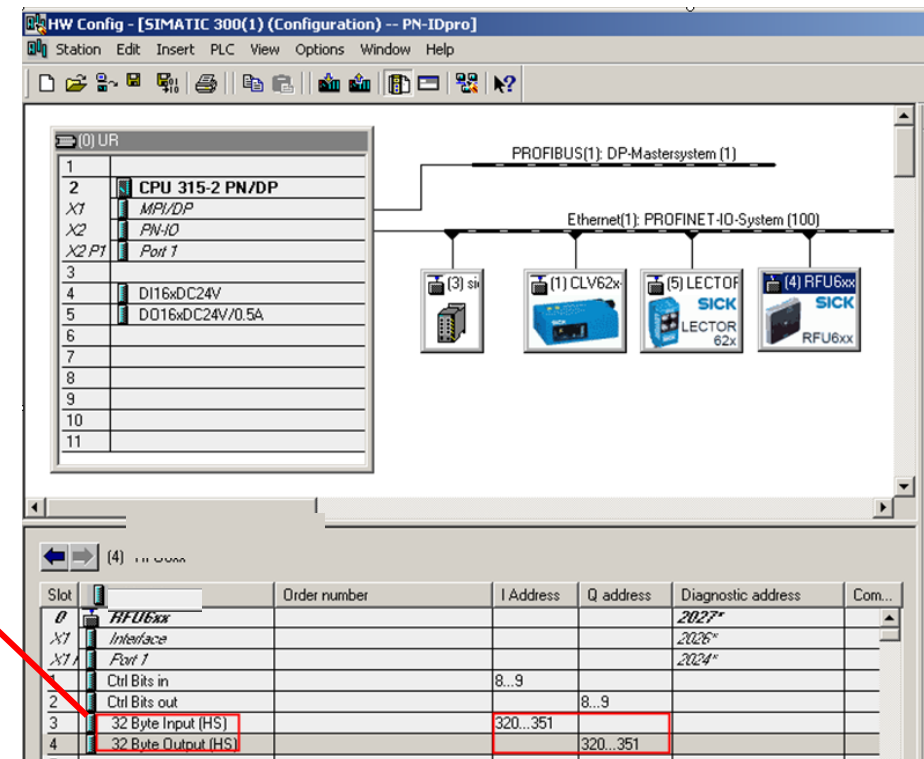 HW Config - [SIMATIC 300(1) (Configuration) -- PN-IDpro]
Station Edit Insert PLC View Options Window Help
(0) UR
1
2 CPU 315-2 PN/DP
X1 MPI/DP
X2 PN-IO
X2 P1 Port 1
3
4 DI16xDC24V
5 DO16xDC24V/0.5A
6
7
8
9
10
11
PROFIBUS(1): DP-Mastersystem (1)
Ethernet(1): PROFINET-IO-System (100)
(3)
(1) CLV62x-
(5) LECTOR
SICK
LECTOR
62x
(4) RFU6xx
SICK
RFU6xx
(4)
Slot Order number I Address Q address Diagnostic address Com...
0 RFU6xx 2027*
X1 Interface 2026*
X1 Port 1 2024*
1 Ctrl Bits in 8...9
2 Ctrl Bits out 8...9
3 32 Byte Input (HS) 320...351
4 32 Byte Output (HS) 320...351